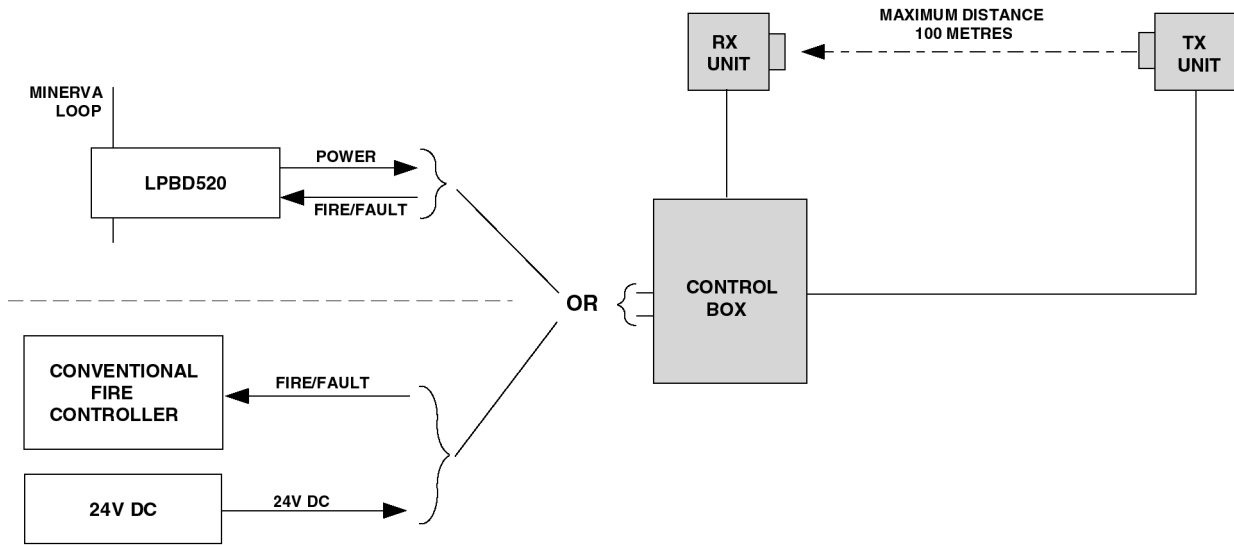 MINERVA
LOOP
LPBD520
POWER
FIRE/FAULT
RX
UNIT
MAXIMUM DISTANCE
100 METRES
TX
UNIT
OR
CONTROL
BOX
CONVENTIONAL
FIRE
CONTROLLER
FIRE/FAULT
24V DC
24V DC